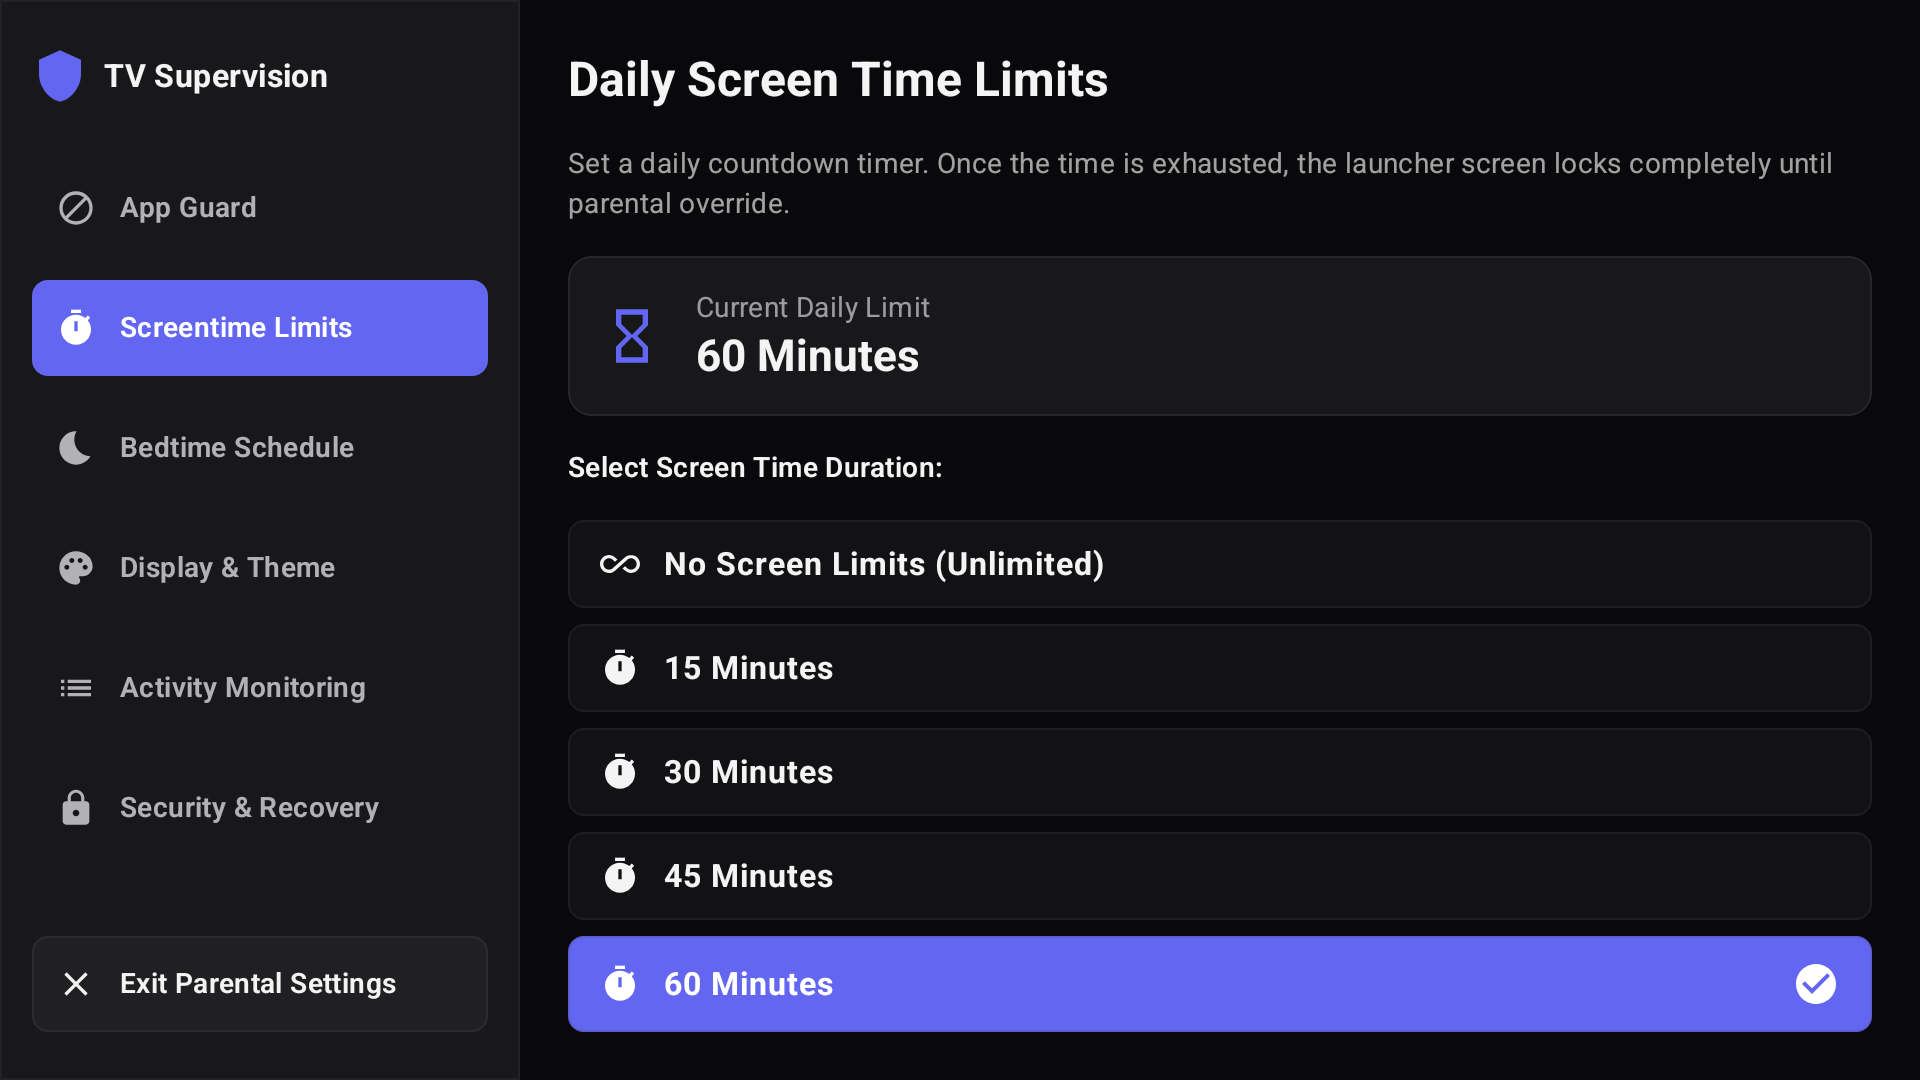 TV Supervision
App Guard
Screentime Limits
Bedtime Schedule
Display & Theme
Activity Monitoring
Security & Recovery
Exit Parental Settings
Daily Screen Time Limits
Set a daily countdown timer. Once the time is exhausted, the launcher screen locks completely until
parental override.
Current Daily Limit
60 Minutes
Select Screen Time Duration:
No Screen Limits (Unlimited)
15 Minutes
30 Minutes
45 Minutes
60 Minutes